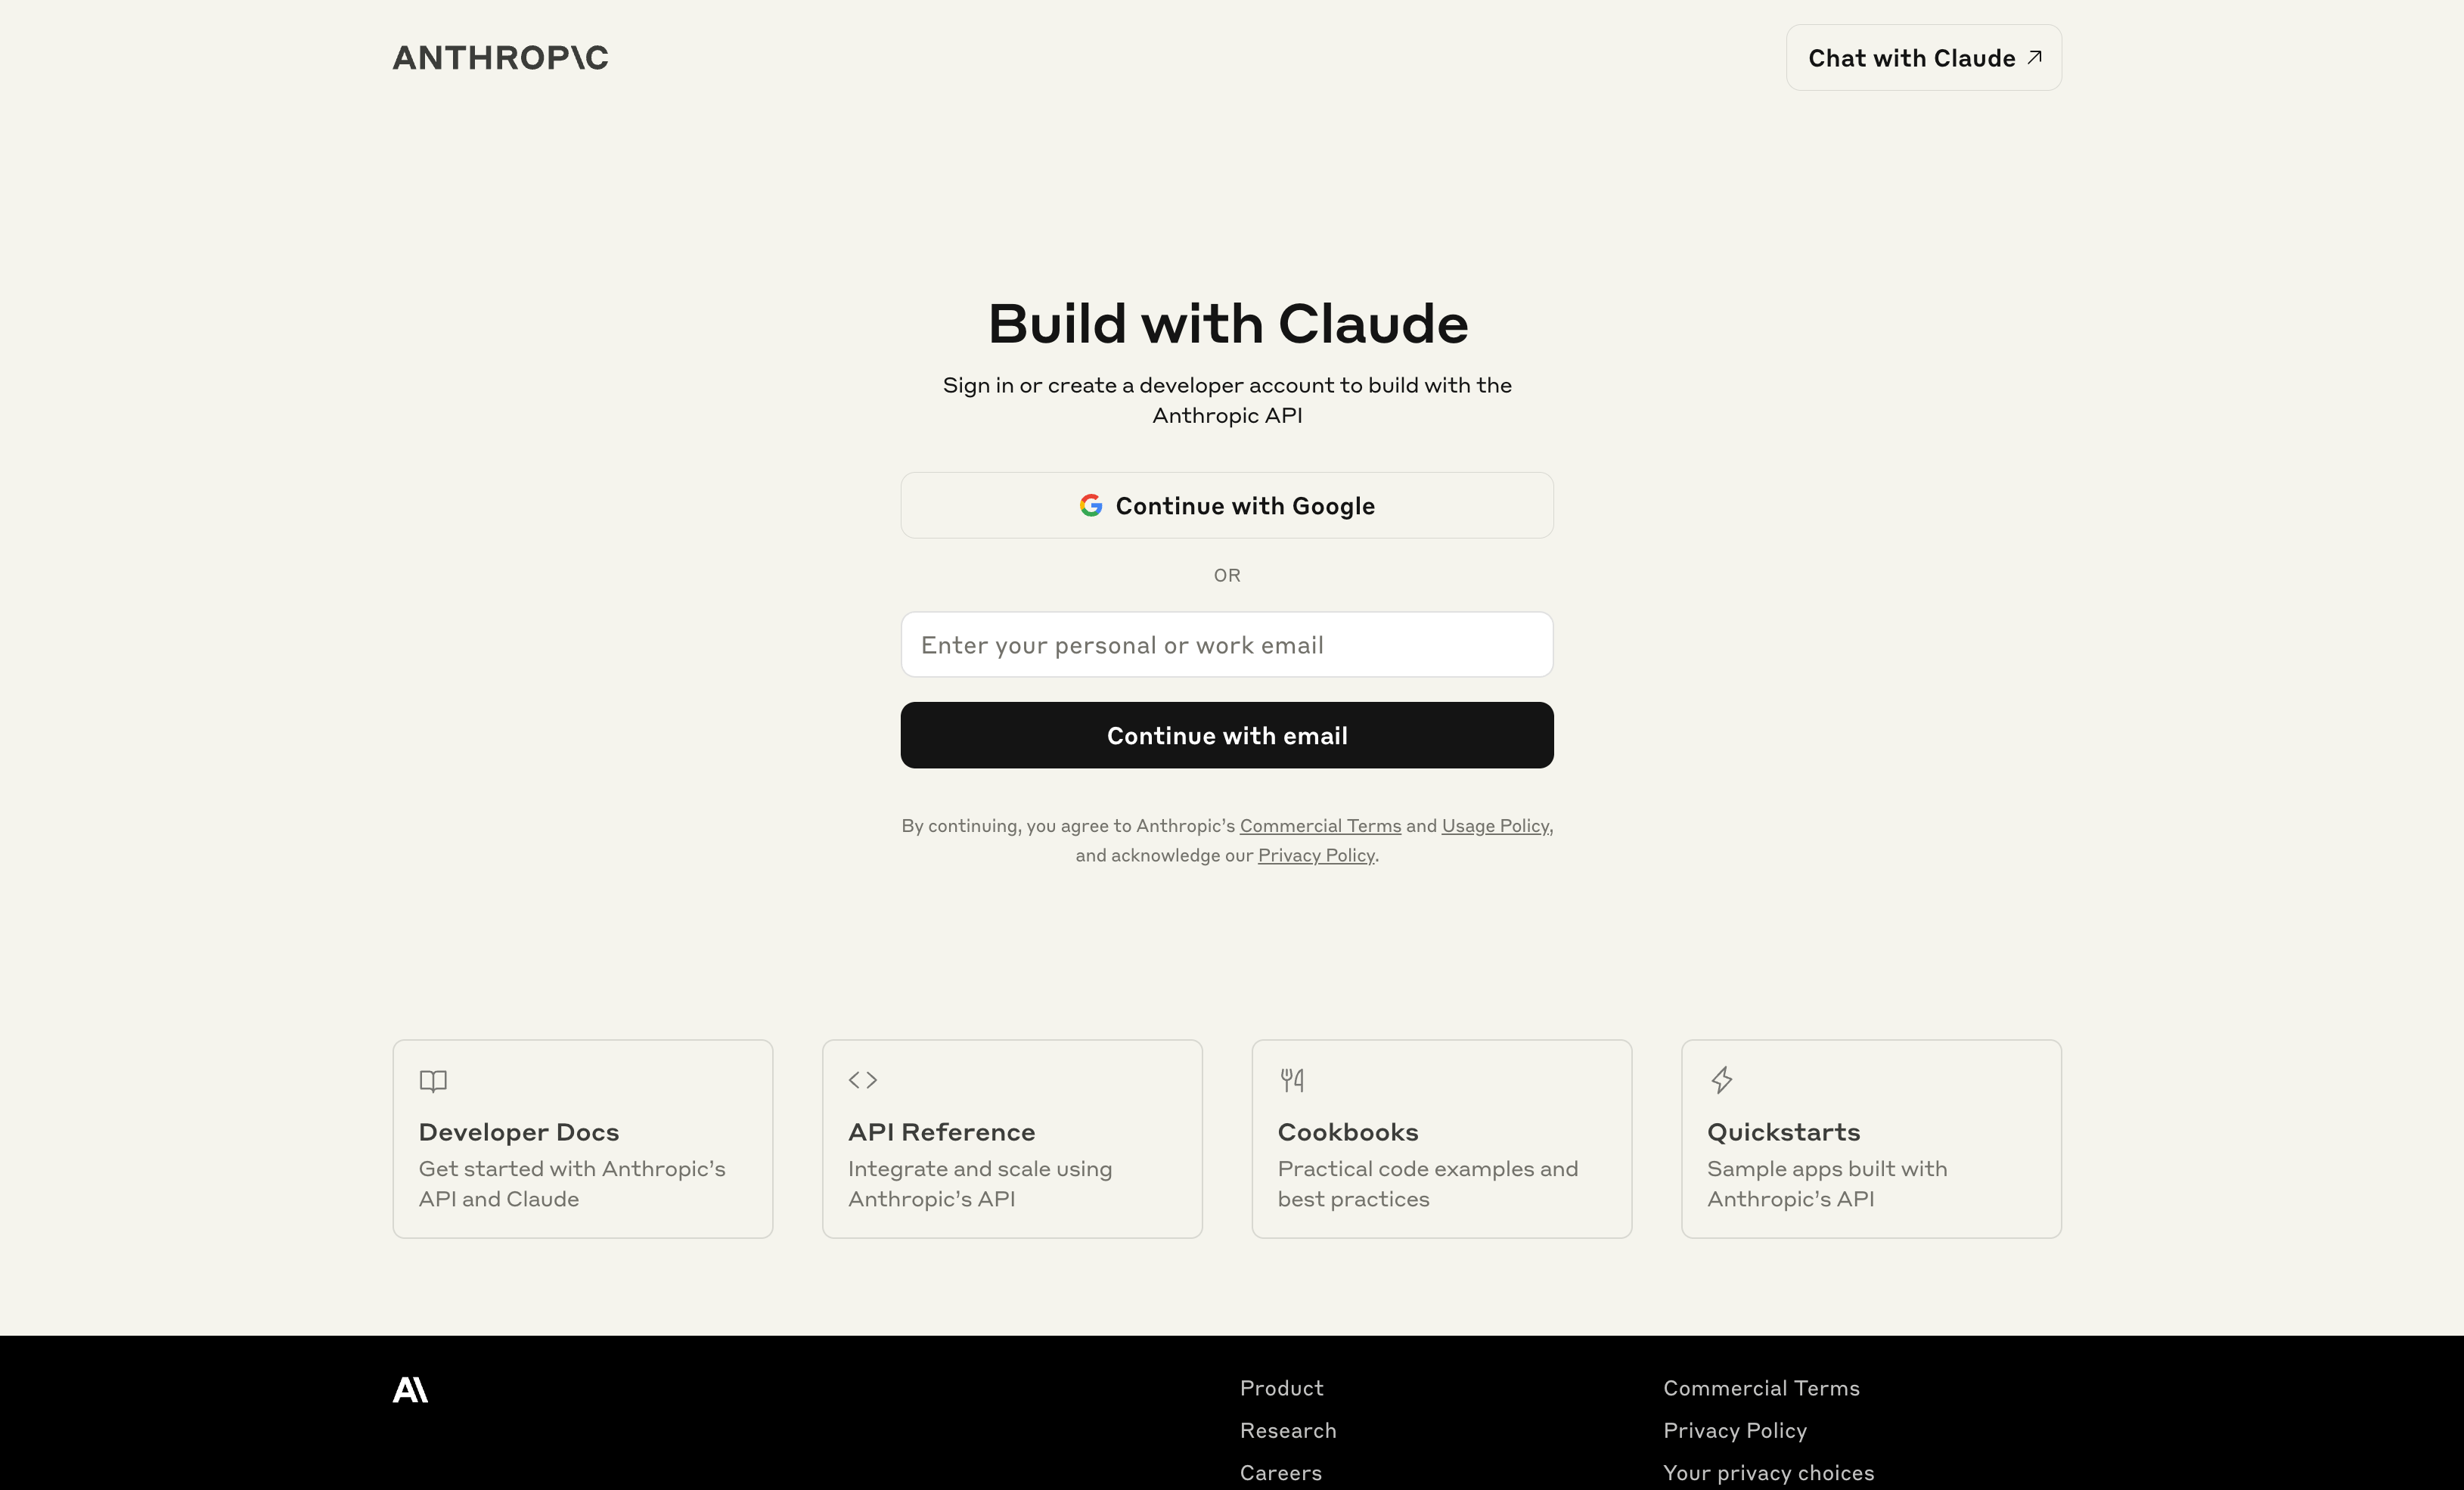 ANTHROP\C
Chat with Claude
Build with Claude
Sign in or create a developer account to build with the
Anthropic API
Continue with Google
OR
Enter your personal or work email
Continue with email
By continuing, you agree to Anthropic’s Commercial Terms and Usage Policy,
and acknowledge our Privacy Policy.
Developer Docs
Get started with Anthropic’s
API and Claude
API Reference
Integrate and scale using
Anthropic’s API
Cookbooks
Practical code examples and
best practices
Quickstarts
Sample apps built with
Anthropic’s API
A\
Product
Research
Careers
Commercial Terms
Privacy Policy
Your privacy choices